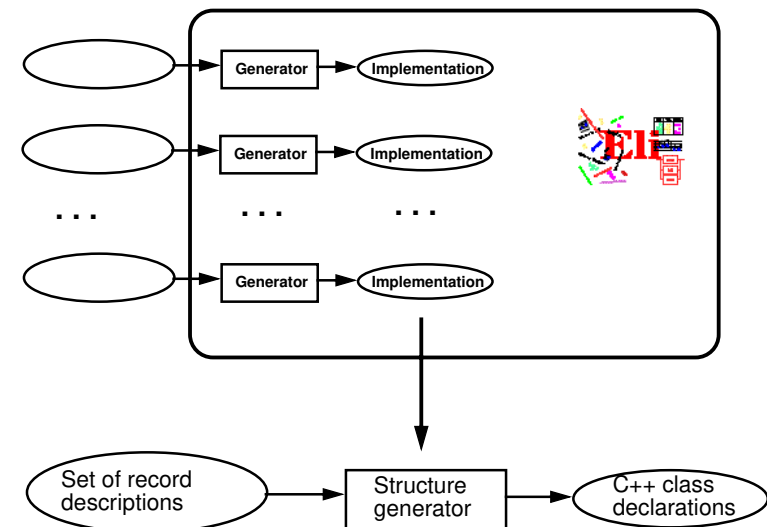 Generator Implementation
Eli
Generator Implementation
. . . . . . . . .
Generator Implementation
Set of record
descriptions
Structure
generator
C++ class
declarations